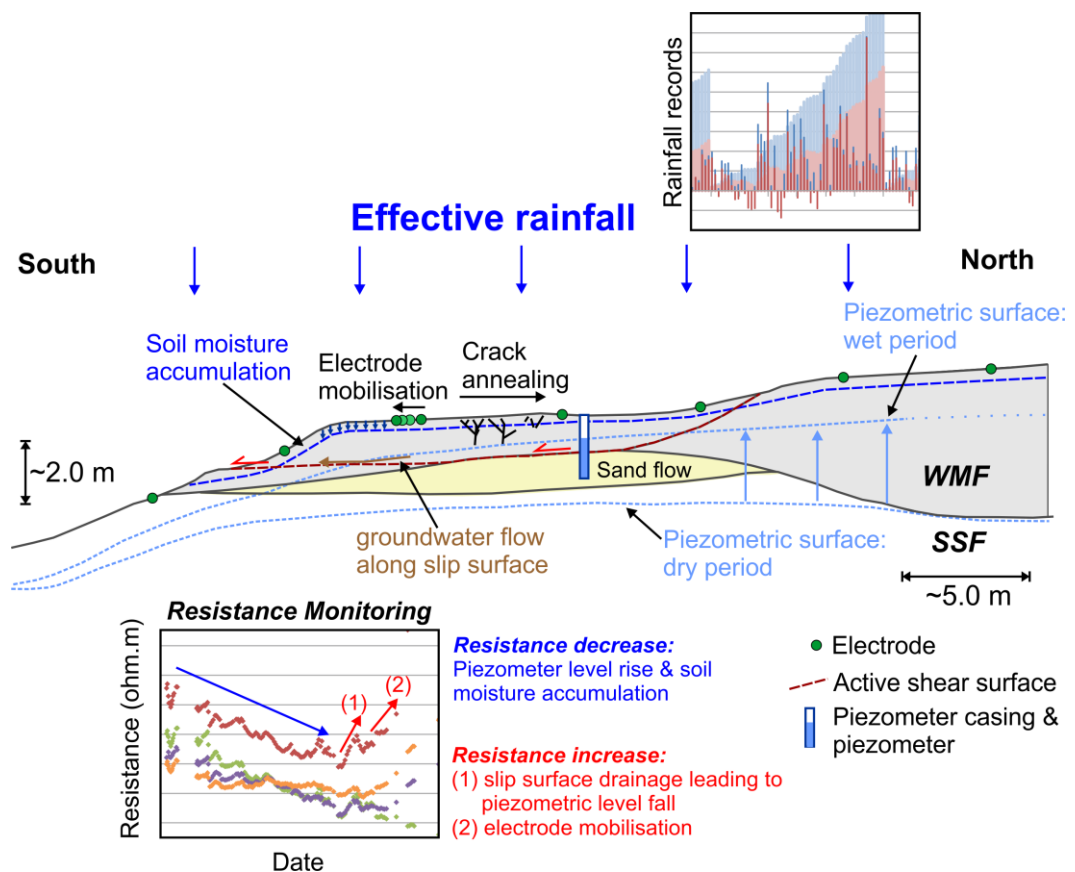 Rainfall records
Effective rainfall
South
North
Piezometric surface:
wet period
Soil moisture
accumulation
Electrode
mobilisation
Crack
annealing
~2.0 m
Sand flow
WMF
groundwater flow
along slip surface
Piezometric surface:
dry period
SSF
~5.0 m
Resistance Monitoring
Resistance (ohm.m)
(1)
(2)
Date
Resistance decrease:
Piezometer level rise & soil
moisture accumulation
Resistance increase:
(1) slip surface drainage leading to
piezometric level fall
(2) electrode mobilisation
Electrode
Active shear surface
Piezometer casing &
piezometer